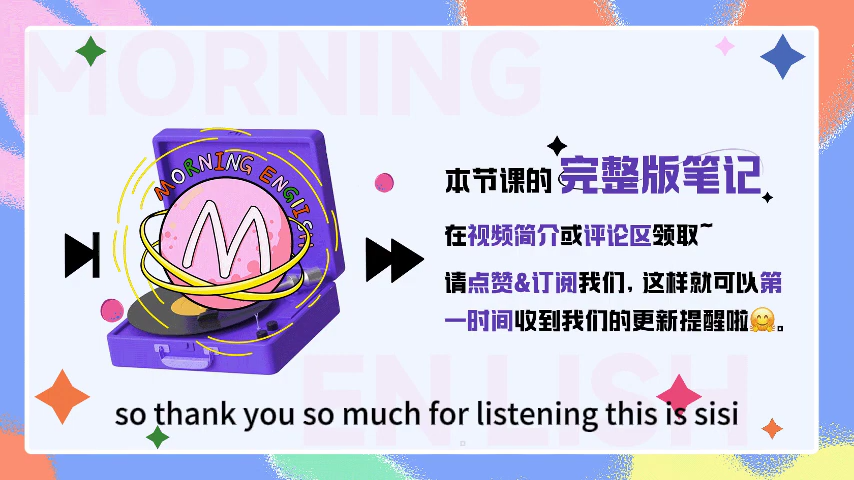 MORNING
MORNING ENGlISH
M
本节课的 完整版笔记
在视频简介或评论区领取~
请点赞&订阅我们, 这样就可以第
一时间收到我们的更新提醒啦🤗。
EN LISH
so thank you so much for listening this is sisi